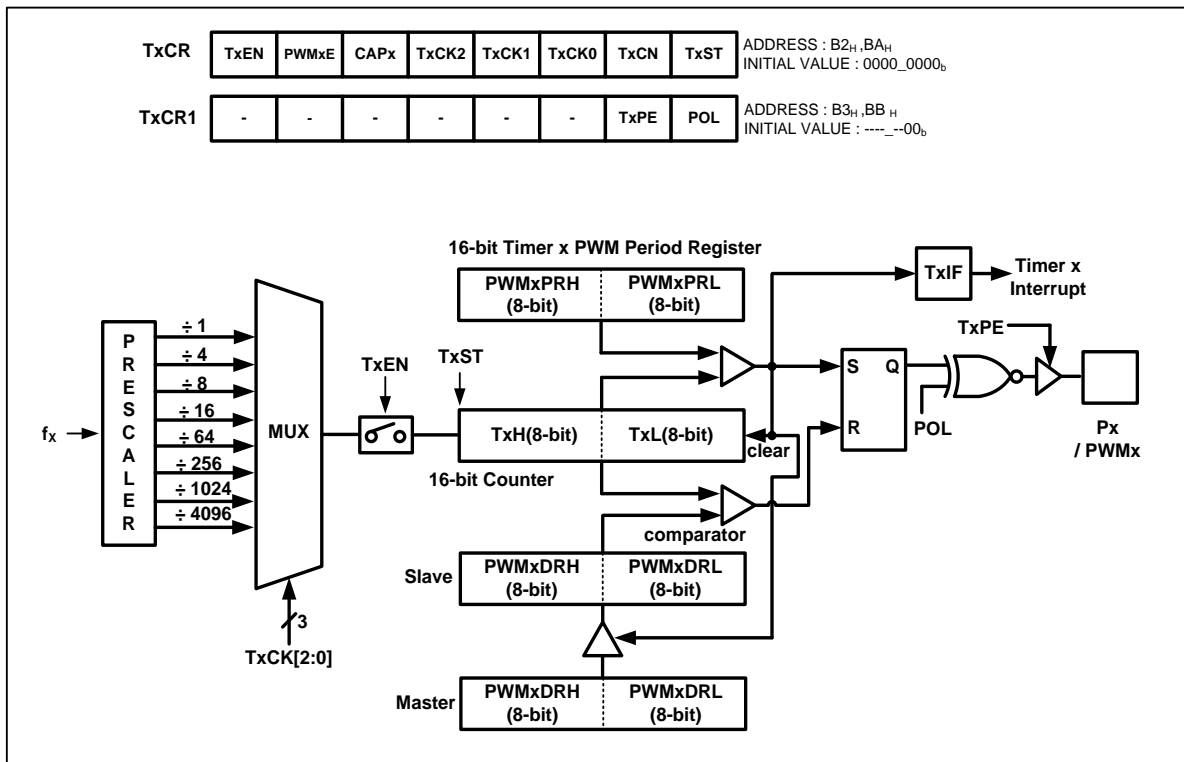 TxCR TxEN PWMxE CAPx TxCK2 TxCK1 TxCK0 TxCN TxST
ADDRESS : B2H ,BAH
INITIAL VALUE : 0000_0000b
TxCR1 - - - - - - TxPE POL
ADDRESS : B3H ,BB H
INITIAL VALUE : ----_--00b
16-bit Timer x PWM Period Register
PWMxPRH (8-bit)
PWMxPRL (8-bit)
TxIF
Timer x
Interrupt
fX
PRESCALER
÷ 1
÷ 4
÷ 8
÷ 16
÷ 64
÷ 256
÷ 1024
÷ 4096
MUX
3
TxCK[2:0]
TxEN
TxST
TxH(8-bit)
TxL(8-bit)
clear
16-bit Counter
comparator
S
Q
R
POL
TxPE
Px
/ PWMx
Slave
PWMxDRH (8-bit)
PWMxDRL (8-bit)
Master
PWMxDRH (8-bit)
PWMxDRL (8-bit)